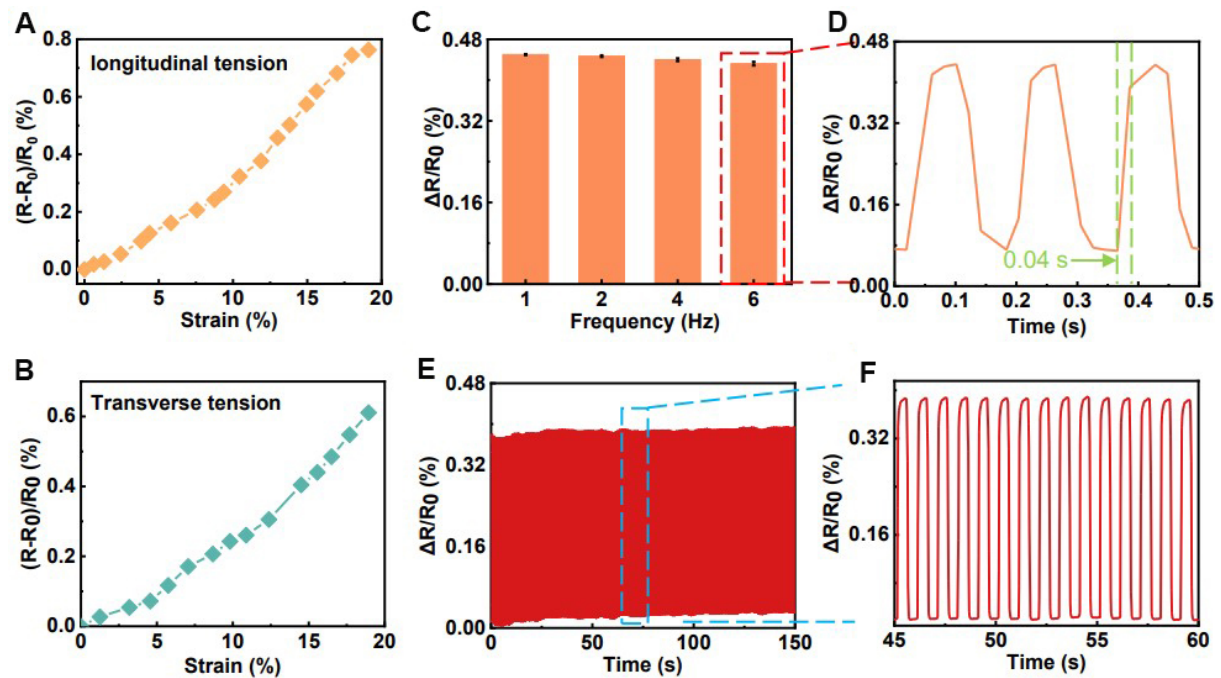 A
longitudinal tension
(R-R₀)/R₀ (%)
0.8
0.6
0.4
0.2
0.0
0 5 10 15 20
Strain (%)
C
ΔR/R₀ (%)
0.48
0.32
0.16
0.00
1 2 4 6
Frequency (Hz)
D
ΔR/R₀ (%)
0.48
0.32
0.16
0.00
0.04 s
0.0 0.1 0.2 0.3 0.4 0.5
Time (s)
B
Transverse tension
(R-R₀)/R₀ (%)
0.6
0.4
0.2
0.0
0 5 10 15 20
Strain (%)
E
ΔR/R₀ (%)
0.48
0.32
0.16
0.00
0 50 100 150
Time (s)
F
ΔR/R₀ (%)
0.32
0.16
45 50 55 60
Time (s)